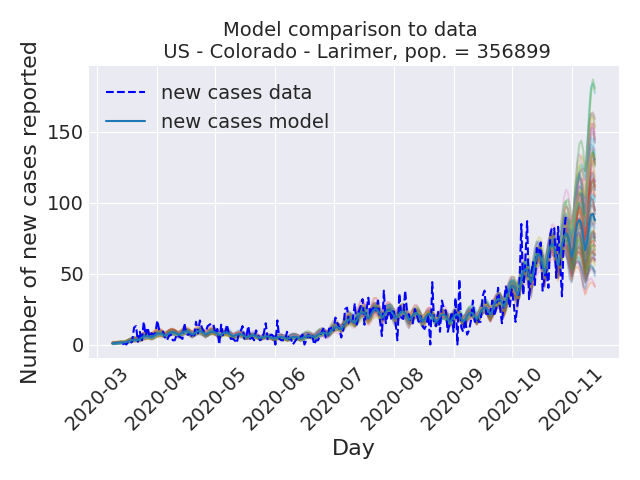 Model comparison to data
US - Colorado - Larimer, pop. = 356899
new cases data
new cases model
Number of new cases reported
150
100
50
0
2020-03
2020-04
2020-05
2020-06
2020-07
2020-08
2020-09
2020-10
2020-11
Day